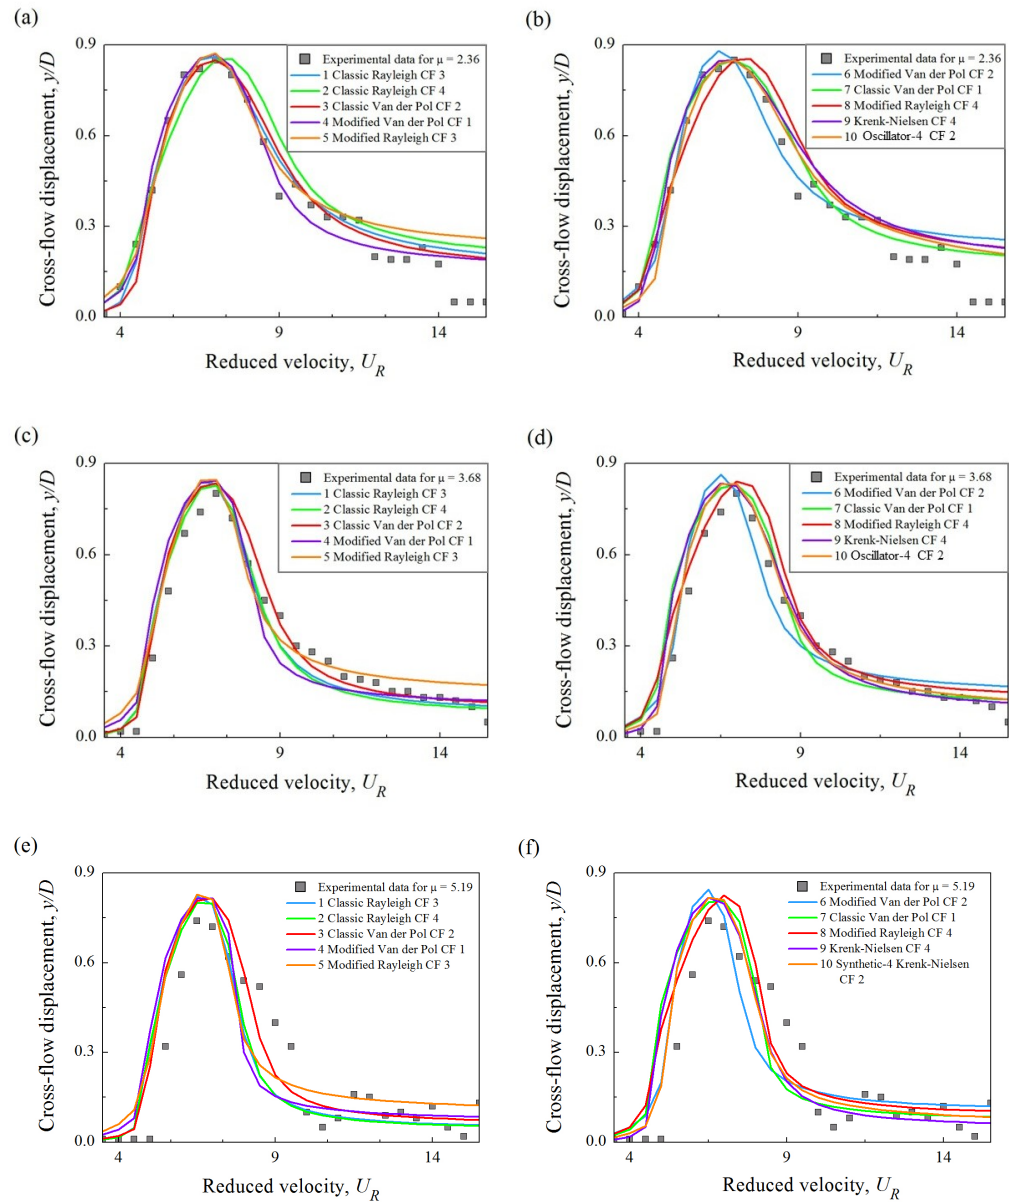 (a)
0.9
0.6
0.3
0.0
Cross-flow displacement, y/D
Experimental data for μ = 2.36
1 Classic Rayleigh CF 3
2 Classic Rayleigh CF 4
3 Classic Van der Pol CF 2
4 Modified Van der Pol CF 1
5 Modified Rayleigh CF 3
4 9 14
Reduced velocity, U_R
(b)
0.9
0.6
0.3
0.0
Cross-flow displacement, y/D
Experimental data for μ = 2.36
6 Modified Van der Pol CF 2
7 Classic Van der Pol CF 1
8 Modified Rayleigh CF 4
9 Krenk-Nielsen CF 4
10 Oscillator-4 CF 2
4 9 14
Reduced velocity, U_R
(c)
0.9
0.6
0.3
0.0
Cross-flow displacement, y/D
Experimental data for μ = 3.68
1 Classic Rayleigh CF 3
2 Classic Rayleigh CF 4
3 Classic Van der Pol CF 2
4 Modified Van der Pol CF 1
5 Modified Rayleigh CF 3
4 9 14
Reduced velocity, U_R
(d)
0.9
0.6
0.3
0.0
Cross-flow displacement, y/D
Experimental data for μ = 3.68
6 Modified Van der Pol CF 2
7 Classic Van der Pol CF 1
8 Modified Rayleigh CF 4
9 Krenk-Nielsen CF 4
10 Oscillator-4 CF 2
4 9 14
Reduced velocity, U_R
(e)
0.9
0.6
0.3
0.0
Cross-flow displacement, y/D
Experimental data for μ = 5.19
1 Classic Rayleigh CF 3
2 Classic Rayleigh CF 4
3 Classic Van der Pol CF 2
4 Modified Van der Pol CF 1
5 Modified Rayleigh CF 3
4 9 14
Reduced velocity, U_R
(f)
0.9
0.6
0.3
0.0
Cross-flow displacement, y/D
Experimental data for μ = 5.19
6 Modified Van der Pol CF 2
7 Classic Van der Pol CF 1
8 Modified Rayleigh CF 4
9 Krenk-Nielsen CF 4
10 Synthetic-4 Krenk-Nielsen
CF 2
4 9 14
Reduced velocity, U_R